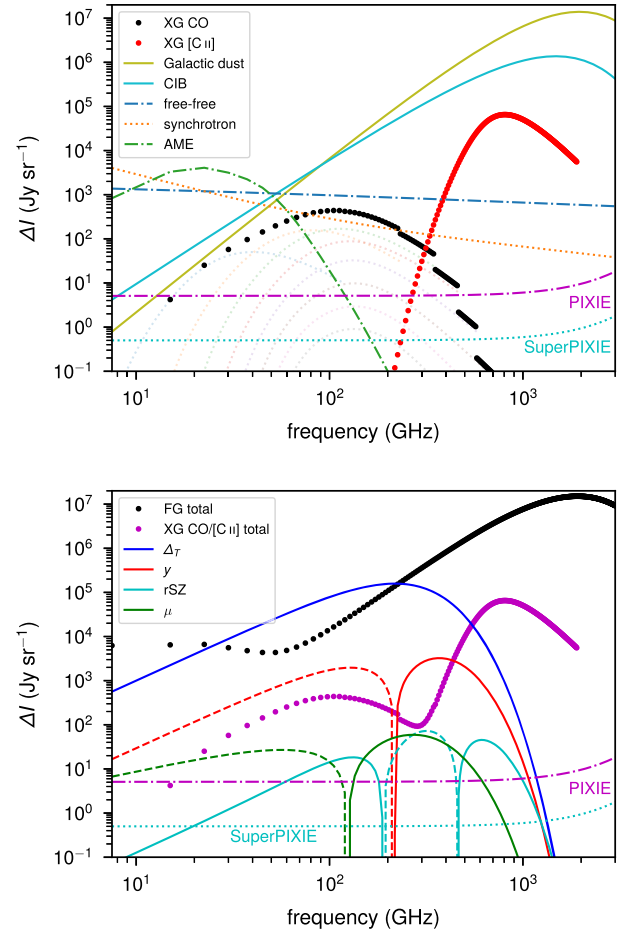 10⁷
10⁶
10⁵
10⁴
10³
10²
10¹
10⁰
10⁻¹
ΔI (Jy sr⁻¹)
XG CO
XG [C II]
Galactic dust
CIB
free-free
synchrotron
AME
PIXIE
SuperPIXIE
10¹
10²
10³
frequency (GHz)
10⁷
10⁶
10⁵
10⁴
10³
10²
10¹
10⁰
10⁻¹
ΔI (Jy sr⁻¹)
FG total
XG CO/[C II] total
Δ_T
y
rSZ
μ
PIXIE
SuperPIXIE
10¹
10²
10³
frequency (GHz)